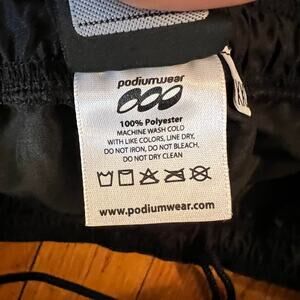 podiumwear
100% Polyester
MACHINE WASH COLD
WITH LIKE COLORS, LINE DRY,
DO NOT IRON, DO NOT BLEACH,
DO NOT DRY CLEAN
www.podiumwear.com